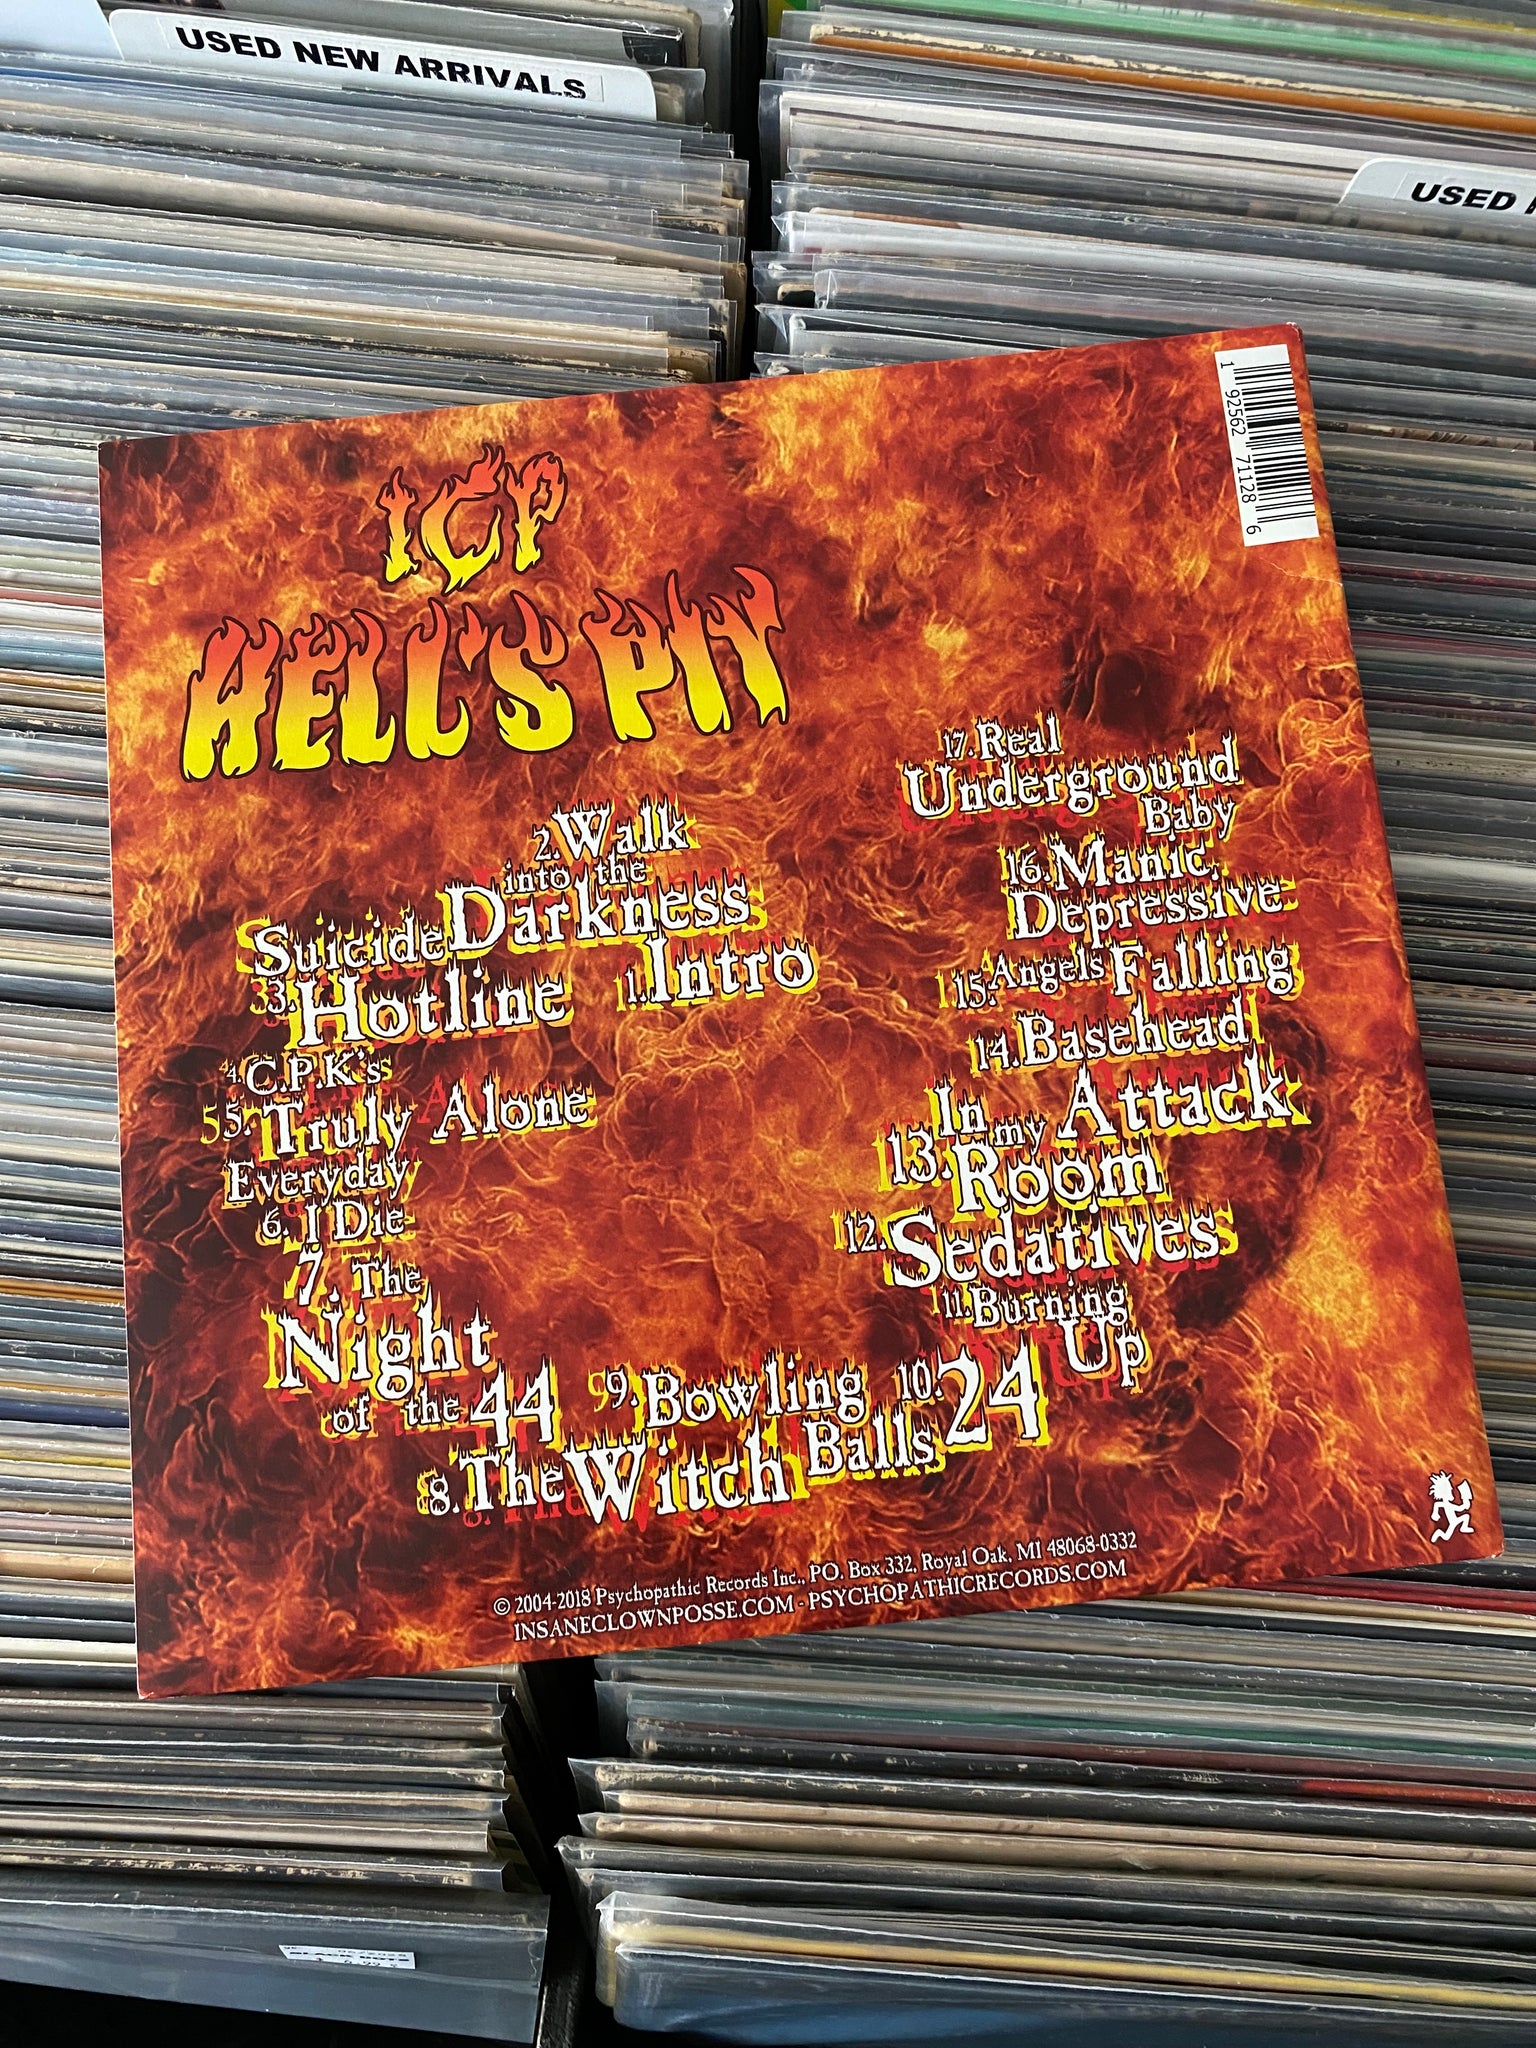 USED NEW ARRIVALS
USED
1 92562 71128 6
ICP
HELL'S PIT
1. Intro
2. Walk
into the
Darkness
Suicide
3. Hotline
4. C.P.K's
5. Truly Alone
Everyday
6. I Die
7. The
Night
of the 44
8. The Witch
9. Bowling
Balls
10. 24
11. Burning
Up
12. Sedatives
In my Attack
13. Room
14. Basehead
15. Angels Falling
16. Manic
Depressive
17. Real
Underground
Baby
© 2004-2018 Psychopathic Records Inc., P.O. Box 332, Royal Oak, MI 48068-0332
INSANECLOWNPOSSE.COM - PSYCHOPATHICRECORDS.COM